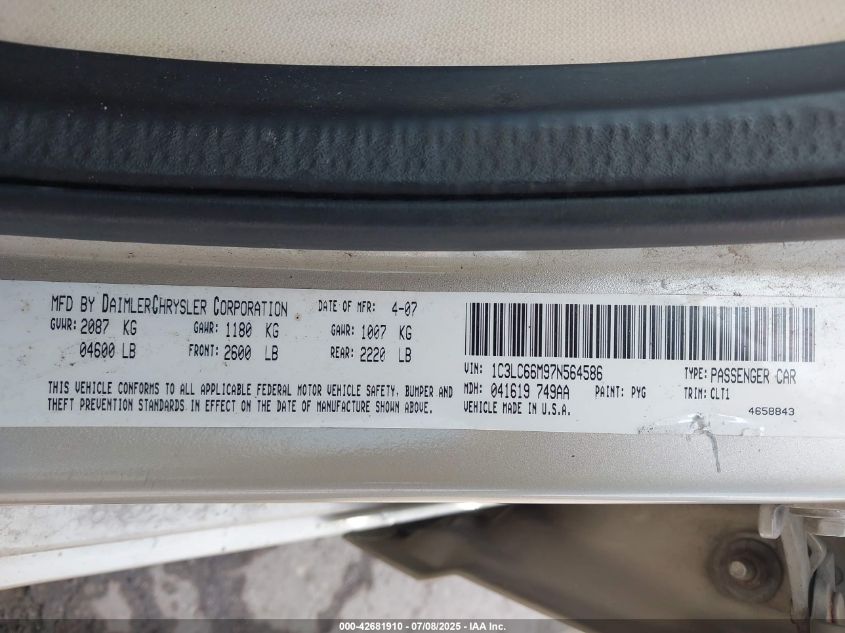 MFD BY DAIMLERCHRYSLER CORPORATION DATE OF MFR: 4-07
GVWR: 2087 KG GAWR: 1180 KG GAWR: 1007 KG
04600 LB FRONT: 2600 LB REAR: 2220 LB
THIS VEHICLE CONFORMS TO ALL APPLICABLE FEDERAL MOTOR VEHICLE SAFETY, BUMPER AND
THEFT PREVENTION STANDARDS IN EFFECT ON THE DATE OF MANUFACTURE SHOWN ABOVE.
VIN: 1C3LC66M97N564586 TYPE: PASSENGER CAR
MDH: 041619 749AA PAINT: PYG TRIM: CLT1
VEHICLE MADE IN U.S.A. 4658843
000-42681910 - 07/08/2025 - IAA Inc.